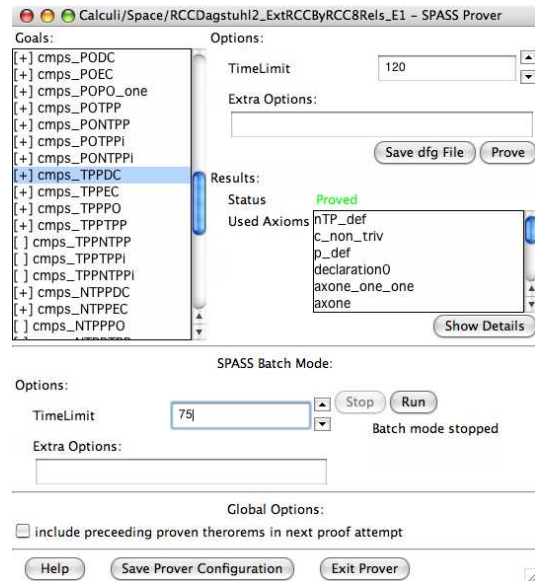 Calculi/Space/RCCDagstuhl2_ExtRCCByRCC8Rels_E1 – SPASS Prover
Goals:
[+] cmps_PODC
[+] cmps_POEC
[+] cmps_POPO_one
[+] cmps_POTPP
[+] cmps_PONTPP
[+] cmps_POTPPi
[+] cmps_PONTPPi
[+] cmps_TPPDC
[+] cmps_TPPEC
[+] cmps_TPPPO
[+] cmps_TPPTPP
[ ] cmps_TPPNTPP
[ ] cmps_TPPTPPi
[ ] cmps_TPPNTPPi
[+] cmps_NTPPDC
[+] cmps_NTPPEC
[ ] cmps_NTPPPO
Options:
TimeLimit
120
Extra Options:
Save dfg File
Prove
Results:
Status
Proved
Used Axioms
nTP_def
c_non_triv
p_def
declaration0
axone_one_one
axone
Show Details
SPASS Batch Mode:
Options:
TimeLimit
75
Stop
Run
Batch mode stopped
Extra Options:
Global Options:
include preceeding proven therorems in next proof attempt
Help
Save Prover Configuration
Exit Prover